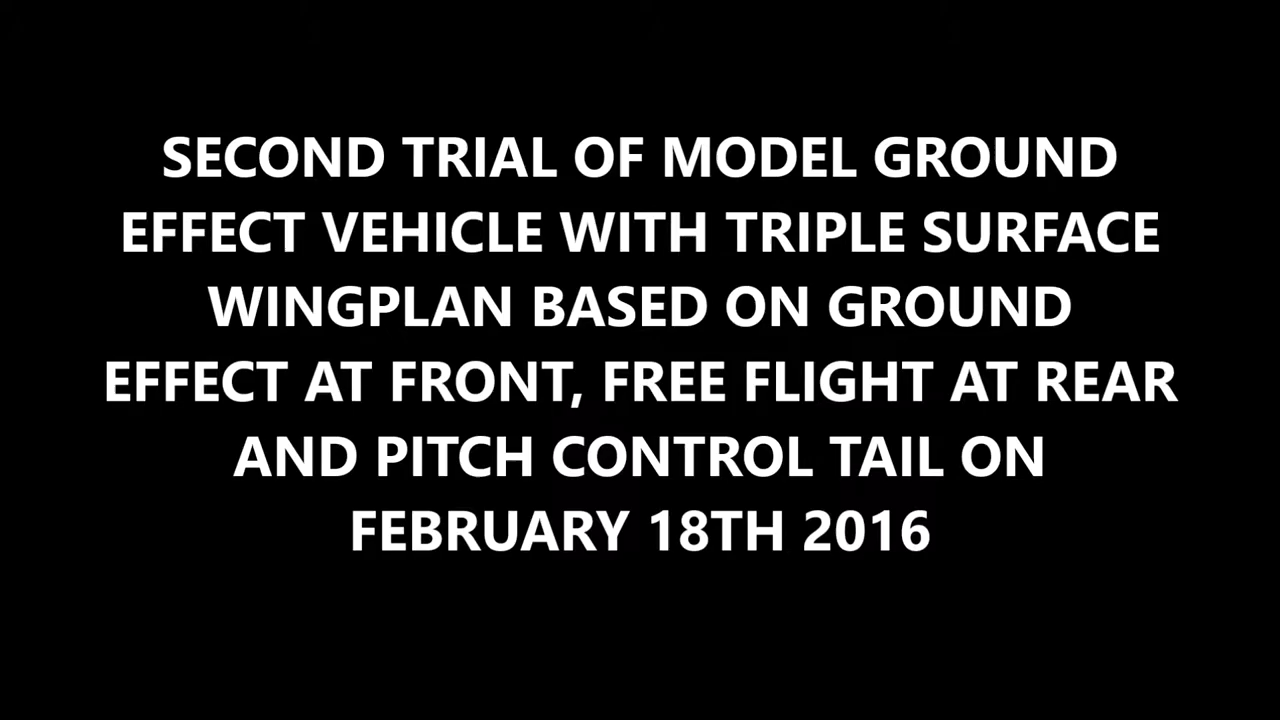 SECOND TRIAL OF MODEL GROUND
EFFECT VEHICLE WITH TRIPLE SURFACE
WINGPLAN BASED ON GROUND
EFFECT AT FRONT, FREE FLIGHT AT REAR
AND PITCH CONTROL TAIL ON
FEBRUARY 18TH 2016